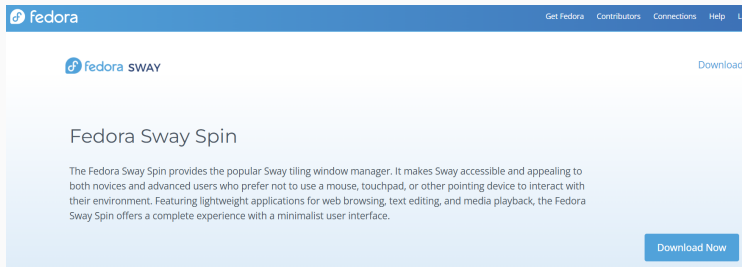 fedora
Get Fedora Contributors Connections Help
fedora SWAY
Download
Fedora Sway Spin
The Fedora Sway Spin provides the popular Sway tiling window manager. It makes Sway accessible and appealing to
both novices and advanced users who prefer not to use a mouse, touchpad, or other pointing device to interact with
their environment. Featuring lightweight applications for web browsing, text editing, and media playback, the Fedora
Sway Spin offers a complete experience with a minimalist user interface.
Download Now